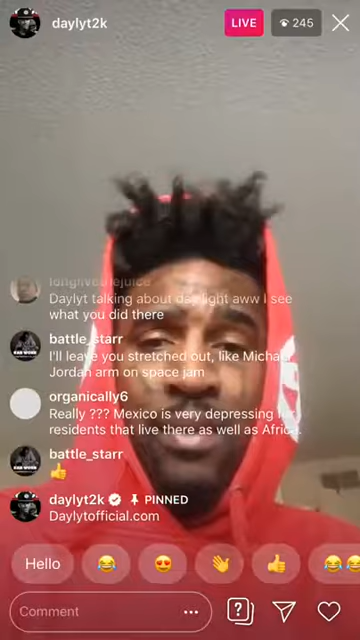 daylyt2k
LIVE
245
longlivethejuice
Daylyt talking about daylight aww I see
what you did there
battle_starr
I'll leave you stretched out, like Michael
Jordan arm on space jam
organically6
Really ??? Mexico is very depressing fur
residents that live there as well as Africa.
battle_starr
👍
daylyt2k PINNED
Daylytofficial.com
Hello 😂 😍 👋 👍 😂😂
Comment